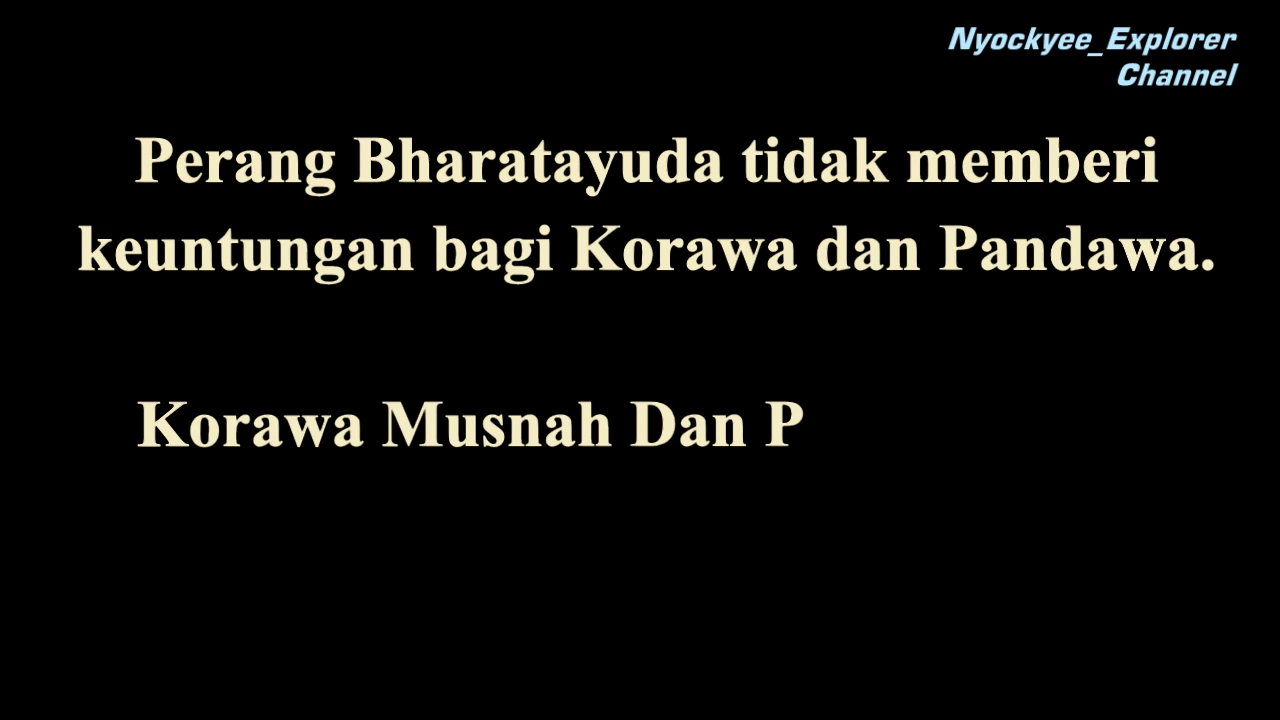 Nyockyee_Explorer
Channel
Perang Bharatayuda tidak memberi
keuntungan bagi Korawa dan Pandawa.
Korawa Musnah Dan P